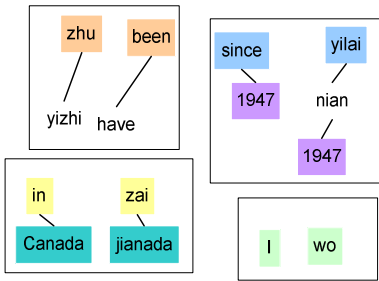 zhu been
yizhi have
since yilai
1947 nian
1947
in zai
Canada jianada
I wo